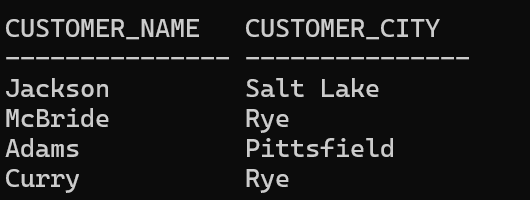 CUSTOMER_NAME   CUSTOMER_CITY
--------------- ---------------
Jackson         Salt Lake
McBride         Rye
Adams           Pittsfield
Curry           Rye